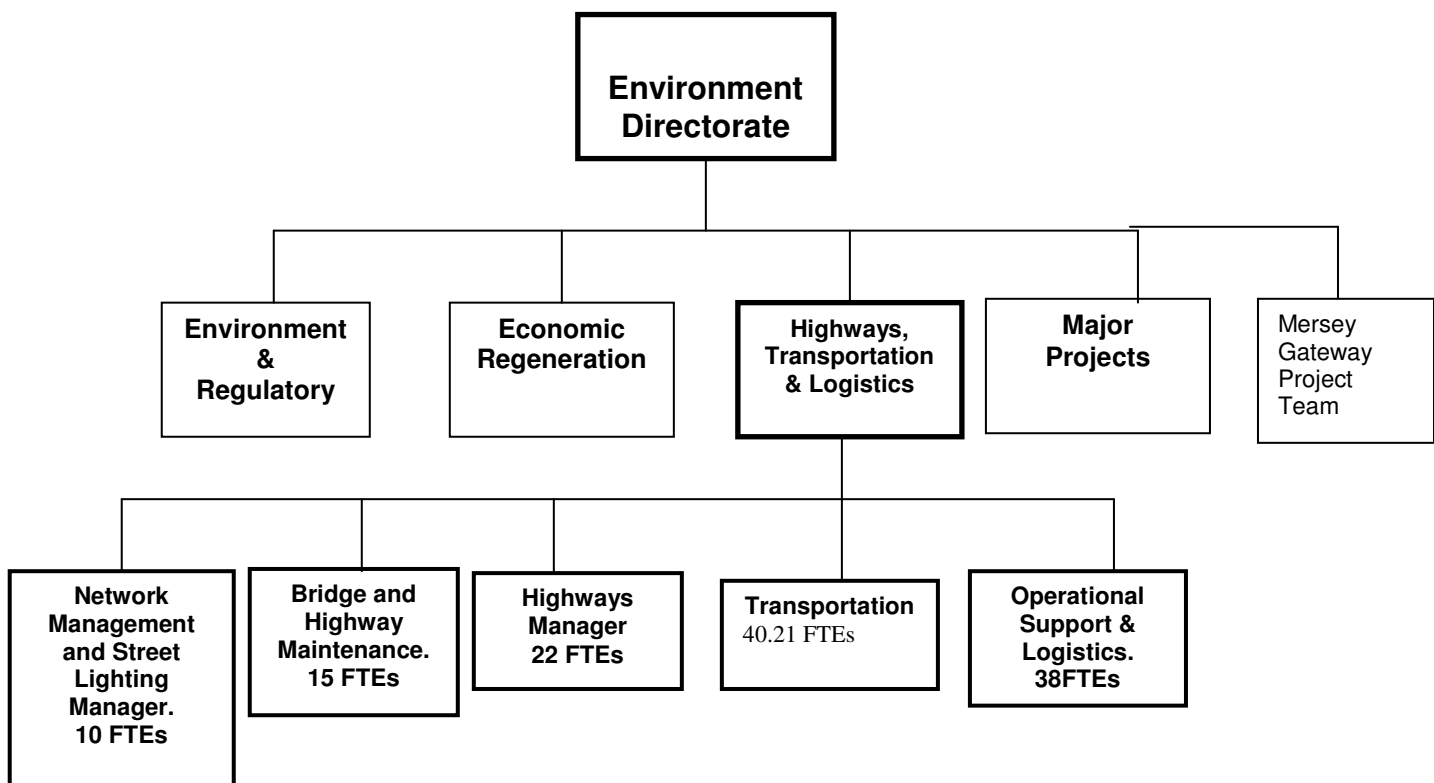 Environment
Directorate
Environment
&
Regulatory
Economic
Regeneration
Highways,
Transportation
& Logistics
Major
Projects
Mersey
Gateway
Project
Team
Network
Management
and Street
Lighting
Manager.
10 FTEs
Bridge and
Highway
Maintenance.
15 FTEs
Highways
Manager
22 FTEs
Transportation
40.21 FTEs
Operational
Support &
Logistics.
38FTEs